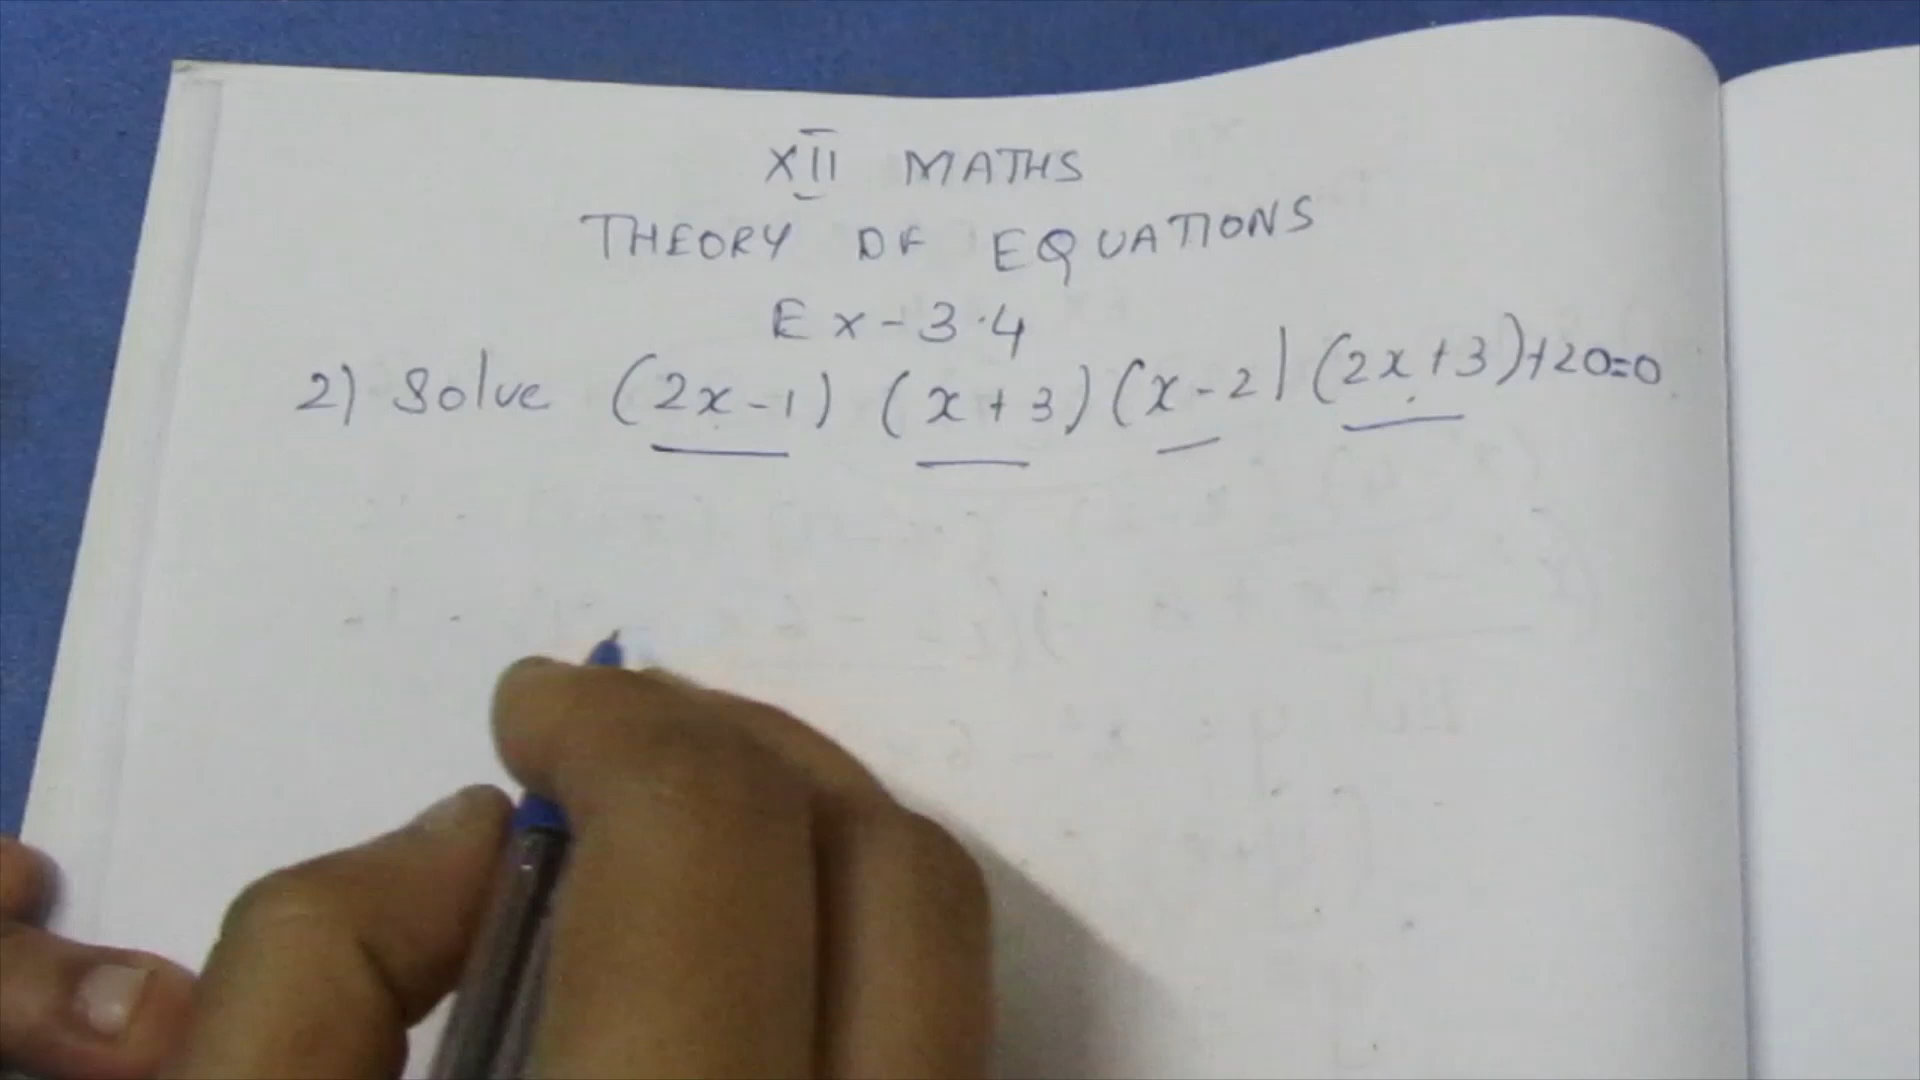 XII MATHS
THEORY OF EQUATIONS
Ex-3.4
2) Solve (2x-1) (x+3) (x-2) (2x+3)+20=0